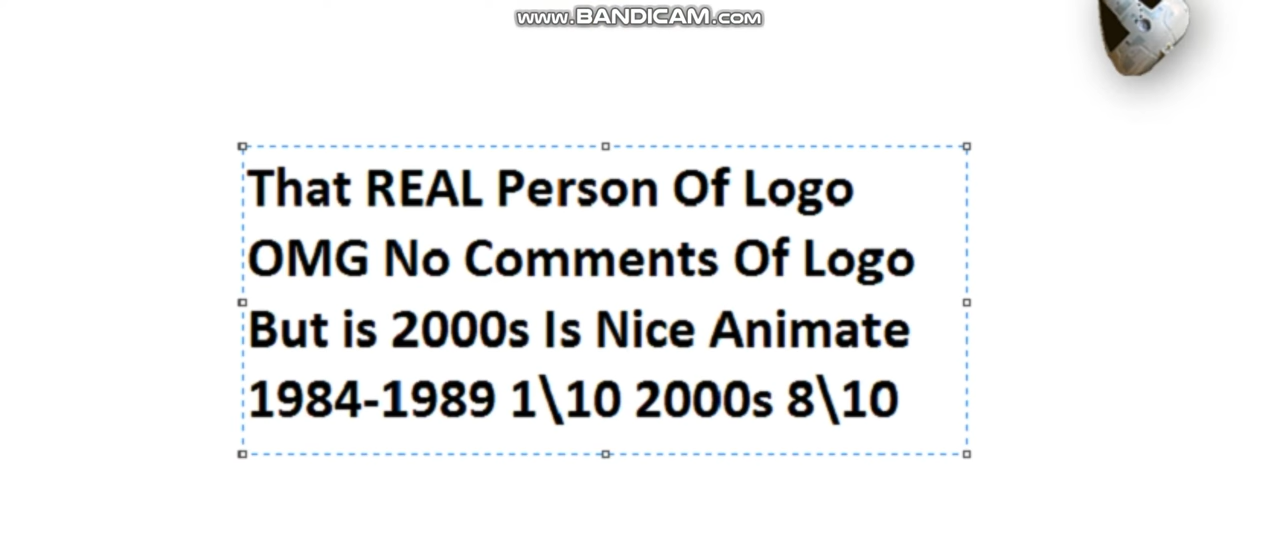 www.BANDICAM.com
That REAL Person Of Logo
OMG No Comments Of Logo
But is 2000s Is Nice Animate
1984-1989 1\10 2000s 8\10